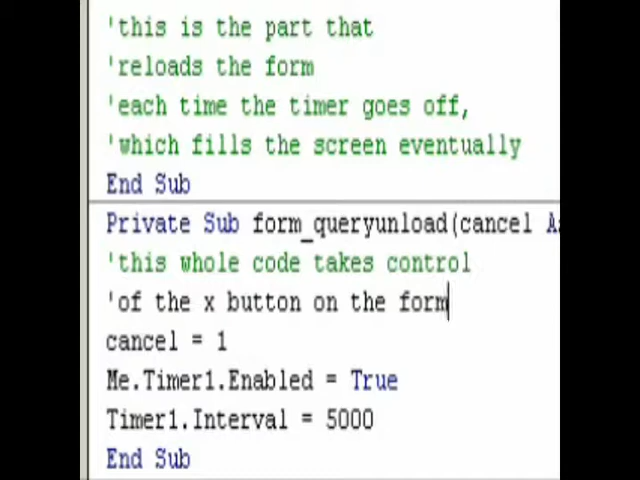 'this is the part that
'reloads the form
'each time the timer goes off,
'which fills the screen eventually
End Sub
Private Sub form_queryunload(cancel
'this whole code takes control
'of the x button on the form
cancel = 1
Me.Timer1.Enabled = True
Timer1.Interval = 5000
End Sub